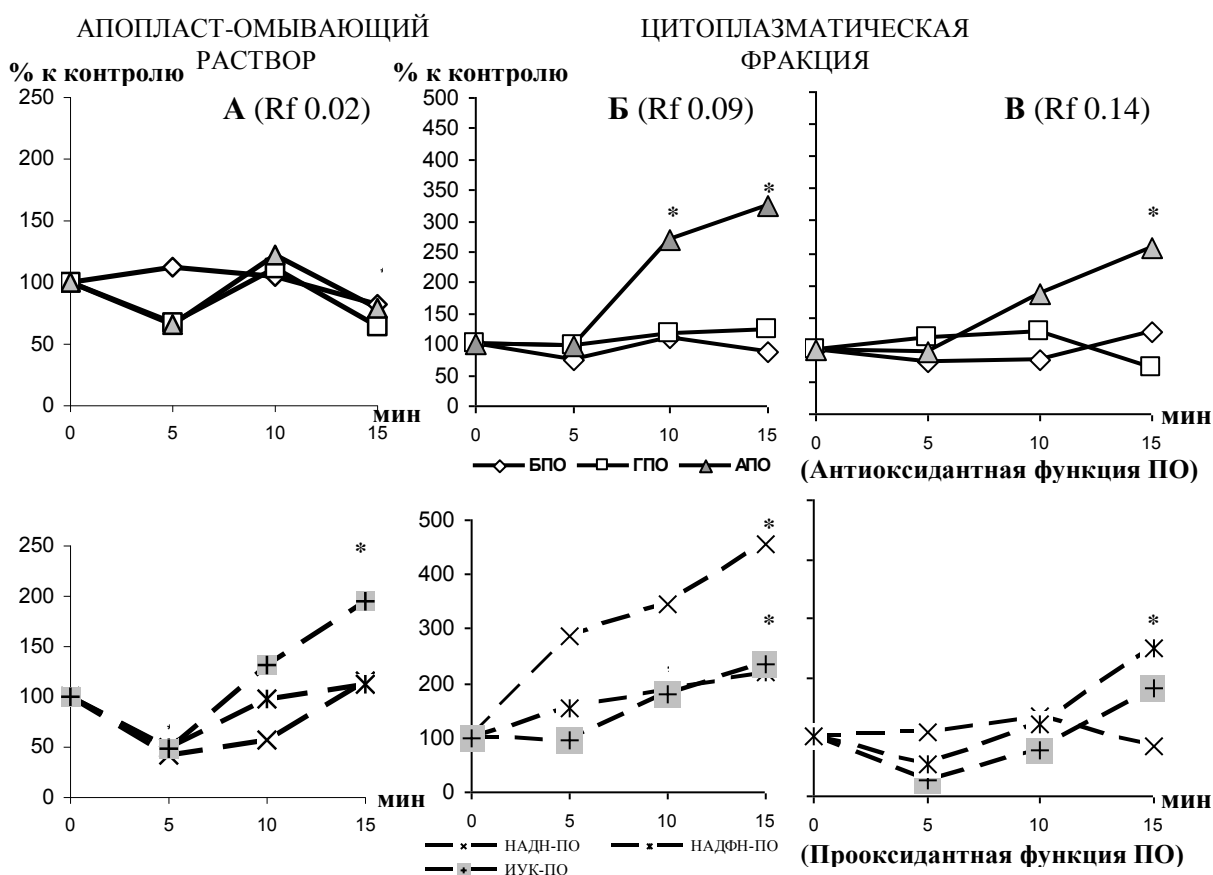 АПОПЛАСТ-ОМЫВАЮЩИЙ
РАСТВОР
ЦИТОПЛАЗМАТИЧЕСКАЯ
ФРАКЦИЯ
% к контролю
% к контролю
А (Rf 0.02)
Б (Rf 0.09)
В (Rf 0.14)
250
200
150
100
50
0
0 5 10 15
мин
500
450
400
350
300
250
200
150
100
50
0
* *
0 5 10 15
*
0 5 10 15
мин
БПО ГПО АПО
(Антиоксидантная функция ПО)
250
200
150
100
50
0
*
0 5 10 15
мин
500
400
300
200
100
0
*
*
0 5 10 15
*
0 5 10 15
мин
НАДН-ПО НАДФН-ПО
ИУК-ПО
(Прооксидантная функция ПО)